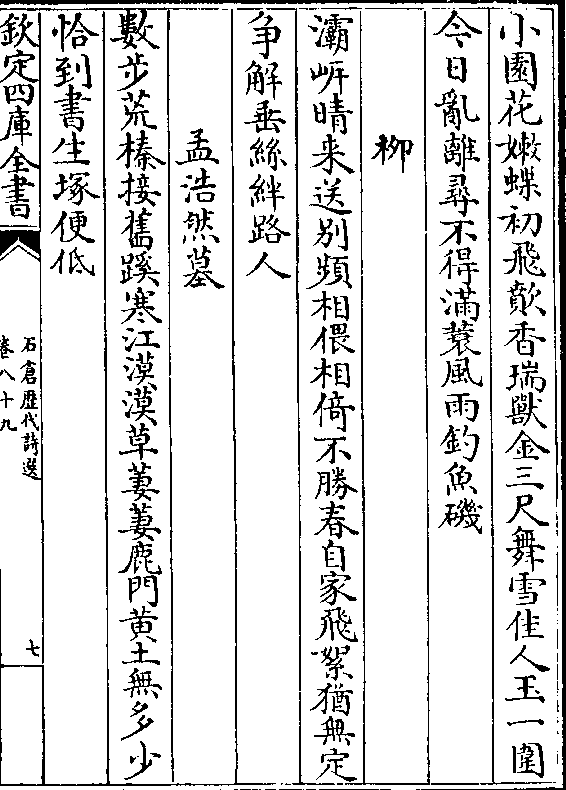 小園花嫩蝶初飛歕香瑞獸金三尺舞雪佳人玉一圍
今日亂離尋不得滿蓑風雨釣魚磯
柳
灞岍晴来送别頻相偎相倚不勝春自家飛絮猶無定
争解垂絲絆路人
孟浩然墓
數步荒榛接舊蹊寒江漠漠草萋萋鹿門黄土無多少
恰到書生塚便低
欽定四庫全書
石倉歴代詩選
卷八十九
七